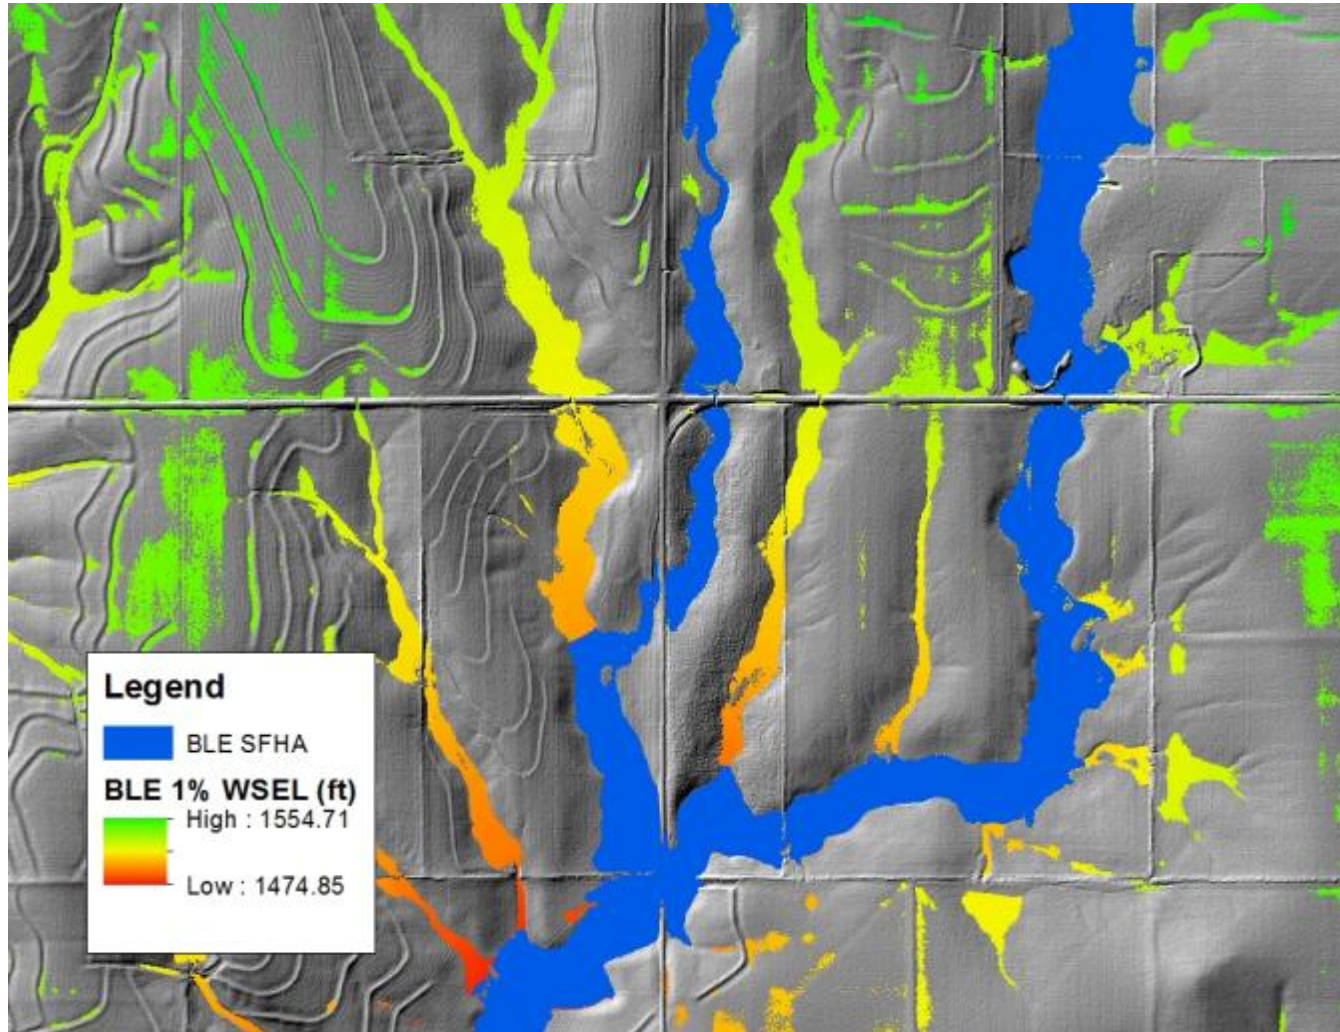 Legend
BLE SFHA
BLE 1% WSEL (ft)
High : 1554.71
Low : 1474.85